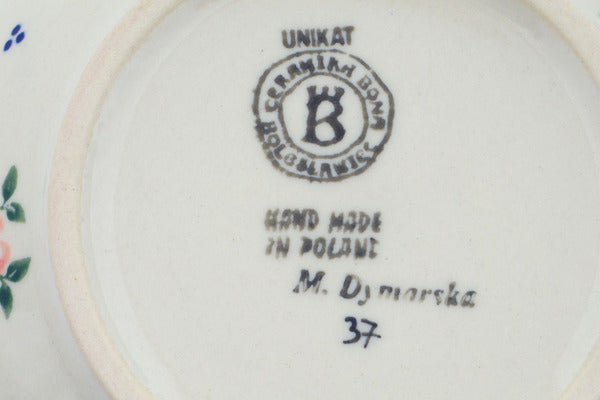 UNIKAT
CERAMIKA BONA
B
BOLESŁAWIEC
HAND MADE
IN POLAND
M. Dymarska
37